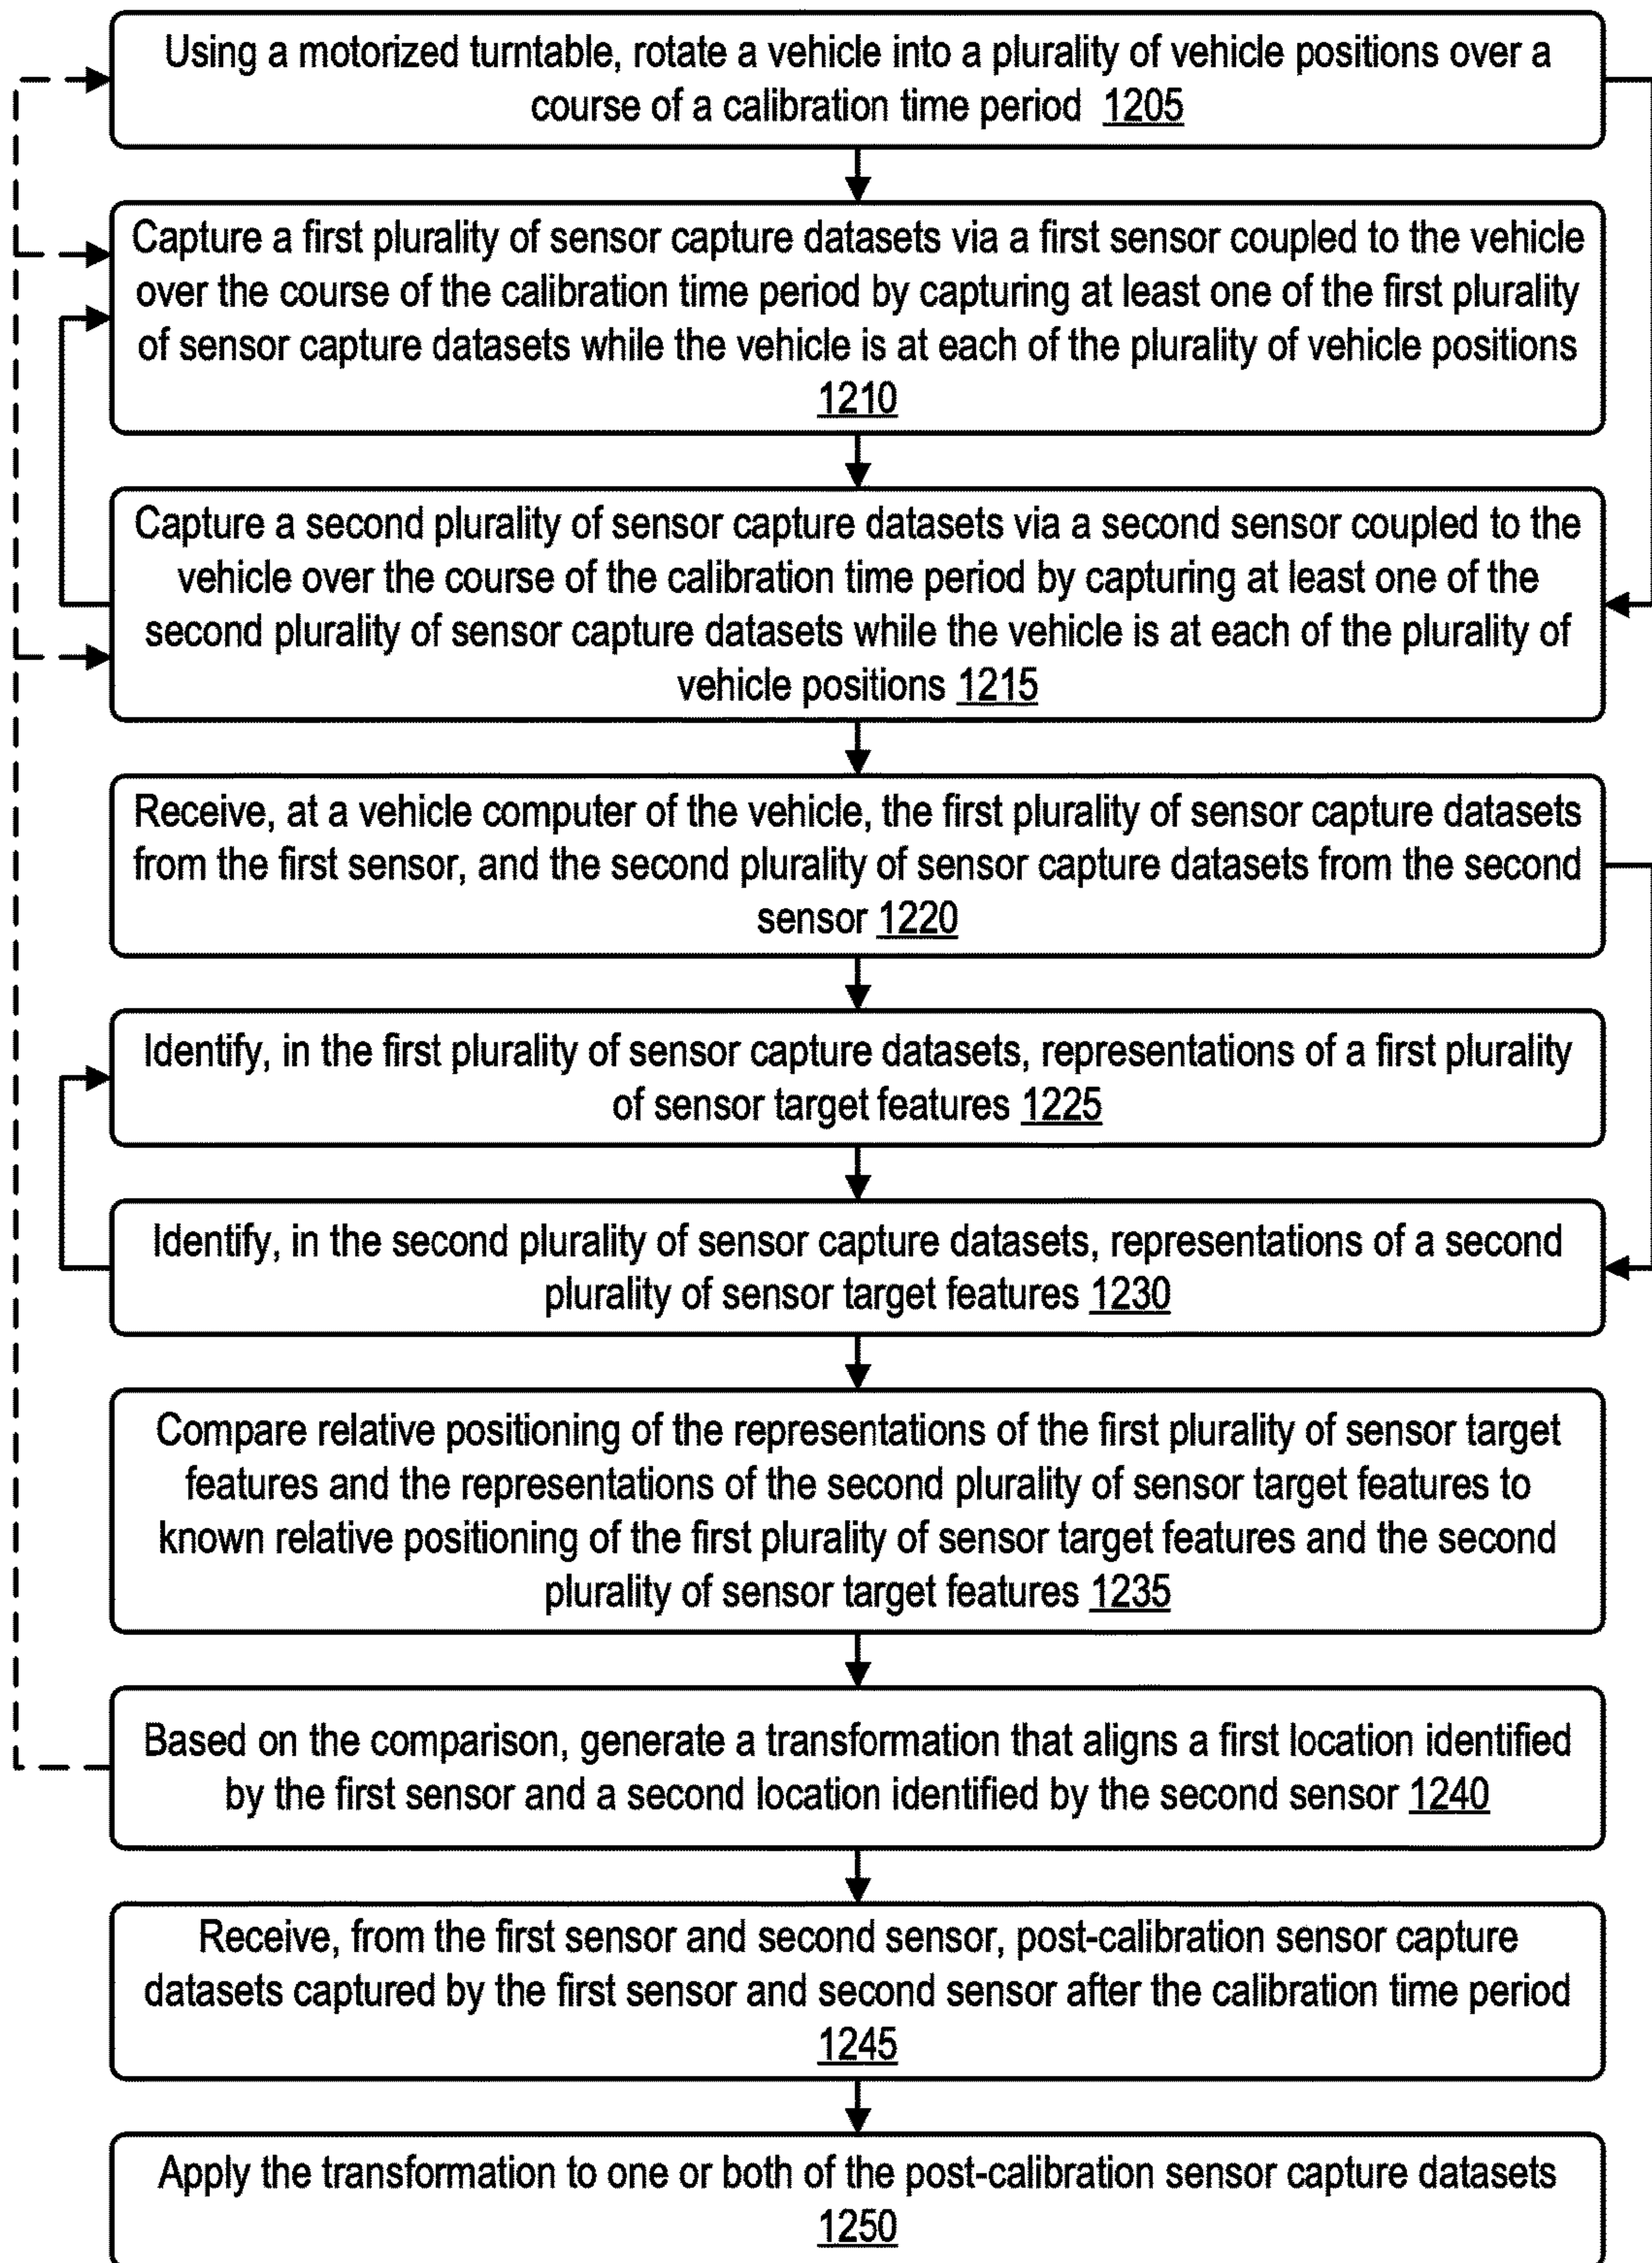 Using a motorized turntable, rotate a vehicle into a plurality of vehicle positions over a
course of a calibration time period 1205
Capture a first plurality of sensor capture datasets via a first sensor coupled to the vehicle
over the course of the calibration time period by capturing at least one of the first plurality
of sensor capture datasets while the vehicle is at each of the plurality of vehicle positions
1210
Capture a second plurality of sensor capture datasets via a second sensor coupled to the
vehicle over the course of the calibration time period by capturing at least one of the
second plurality of sensor capture datasets while the vehicle is at each of the plurality of
vehicle positions 1215
Receive, at a vehicle computer of the vehicle, the first plurality of sensor capture datasets
from the first sensor, and the second plurality of sensor capture datasets from the second
sensor 1220
Identify, in the first plurality of sensor capture datasets, representations of a first plurality
of sensor target features 1225
Identify, in the second plurality of sensor capture datasets, representations of a second
plurality of sensor target features 1230
Compare relative positioning of the representations of the first plurality of sensor target
features and the representations of the second plurality of sensor target features to
known relative positioning of the first plurality of sensor target features and the second
plurality of sensor target features 1235
Based on the comparison, generate a transformation that aligns a first location identified
by the first sensor and a second location identified by the second sensor 1240
Receive, from the first sensor and second sensor, post-calibration sensor capture
datasets captured by the first sensor and second sensor after the calibration time period
1245
Apply the transformation to one or both of the post-calibration sensor capture datasets
1250